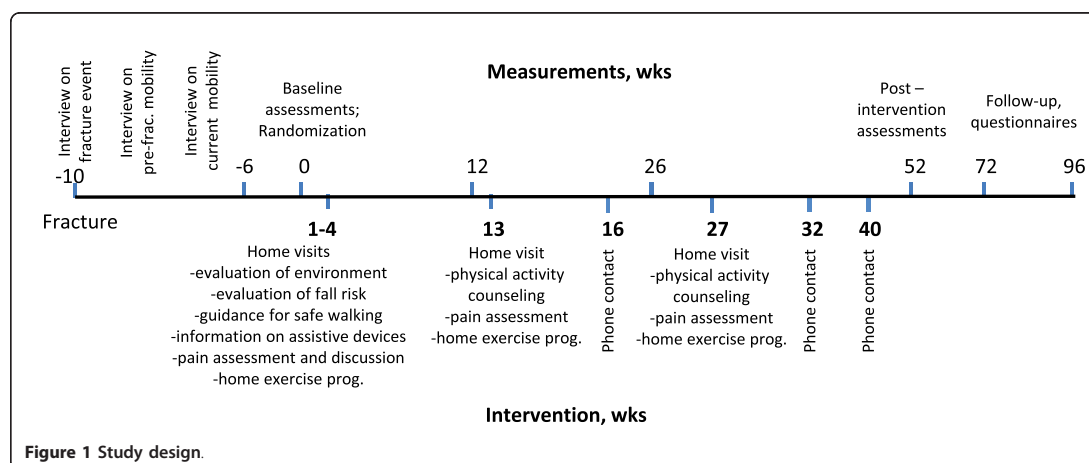 Measurements, wks
Interview on
fracture event
Interview on
pre-frac. mobility
Interview on
current mobility
Baseline
assessments;
Randomization
Post –
intervention
assessments
Follow-up,
questionnaires
-10
-6
0
12
26
52
72
96
Fracture
1-4
Home visits
-evaluation of environment
-evaluation of fall risk
-guidance for safe walking
-information on assistive devices
-pain assessment and discussion
-home exercise prog.
13
Home visit
-physical activity
counseling
-pain assessment
-home exercise prog.
16
Phone contact
27
Home visit
-physical activity
counseling
-pain assessment
-home exercise prog.
32
Phone contact
40
Phone contact
Intervention, wks
Figure 1 Study design.